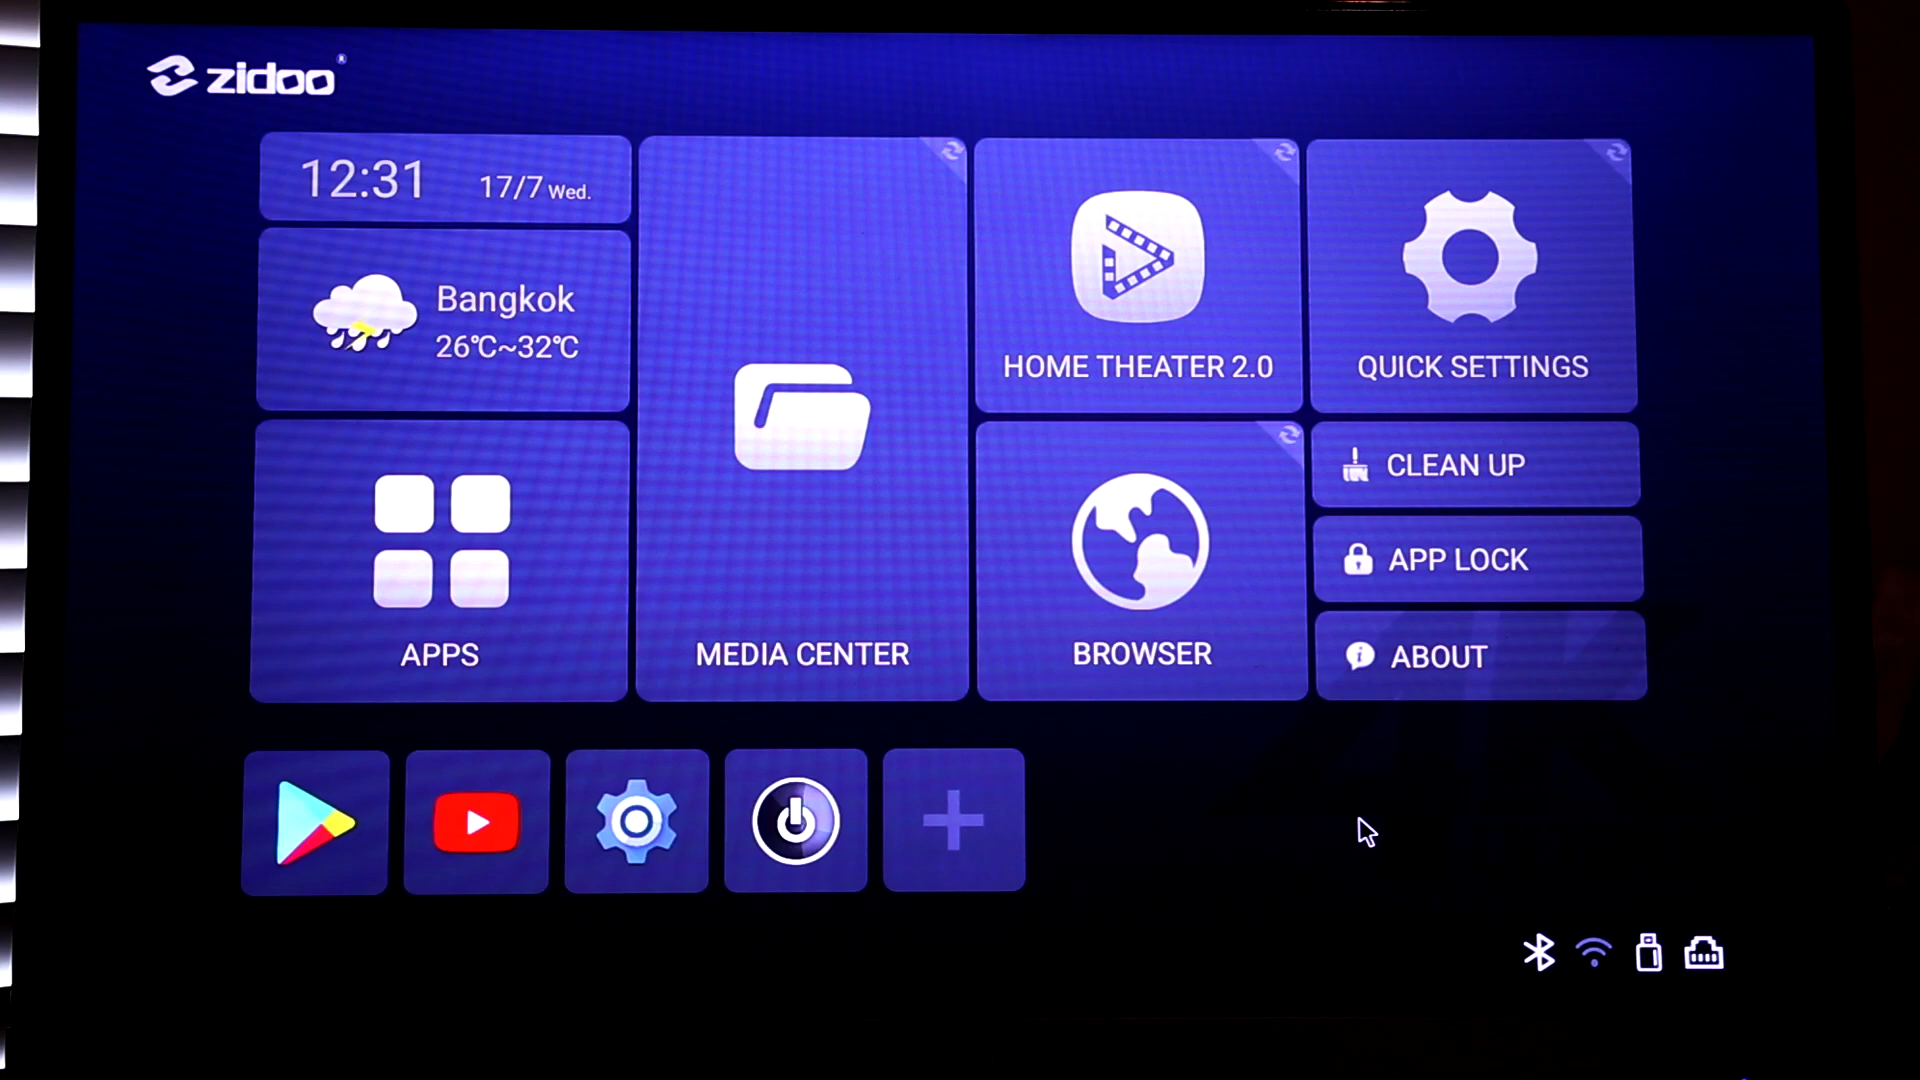 zidoo®
12:31 17/7 Wed.
Bangkok
26℃~32℃
APPS
MEDIA CENTER
HOME THEATER 2.0
BROWSER
QUICK SETTINGS
CLEAN UP
APP LOCK
ABOUT